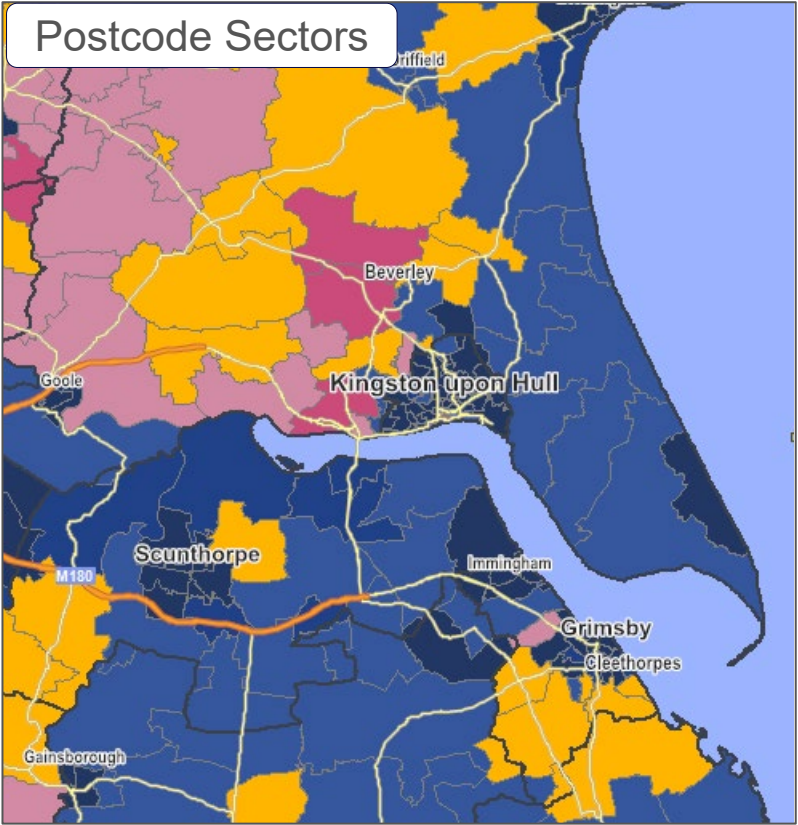 Postcode Sectors
Driffield
Beverley
Kingston upon Hull
Goole
Scunthorpe
Immingham
M180
Grimsby
Cleethorpes
Gainsborough